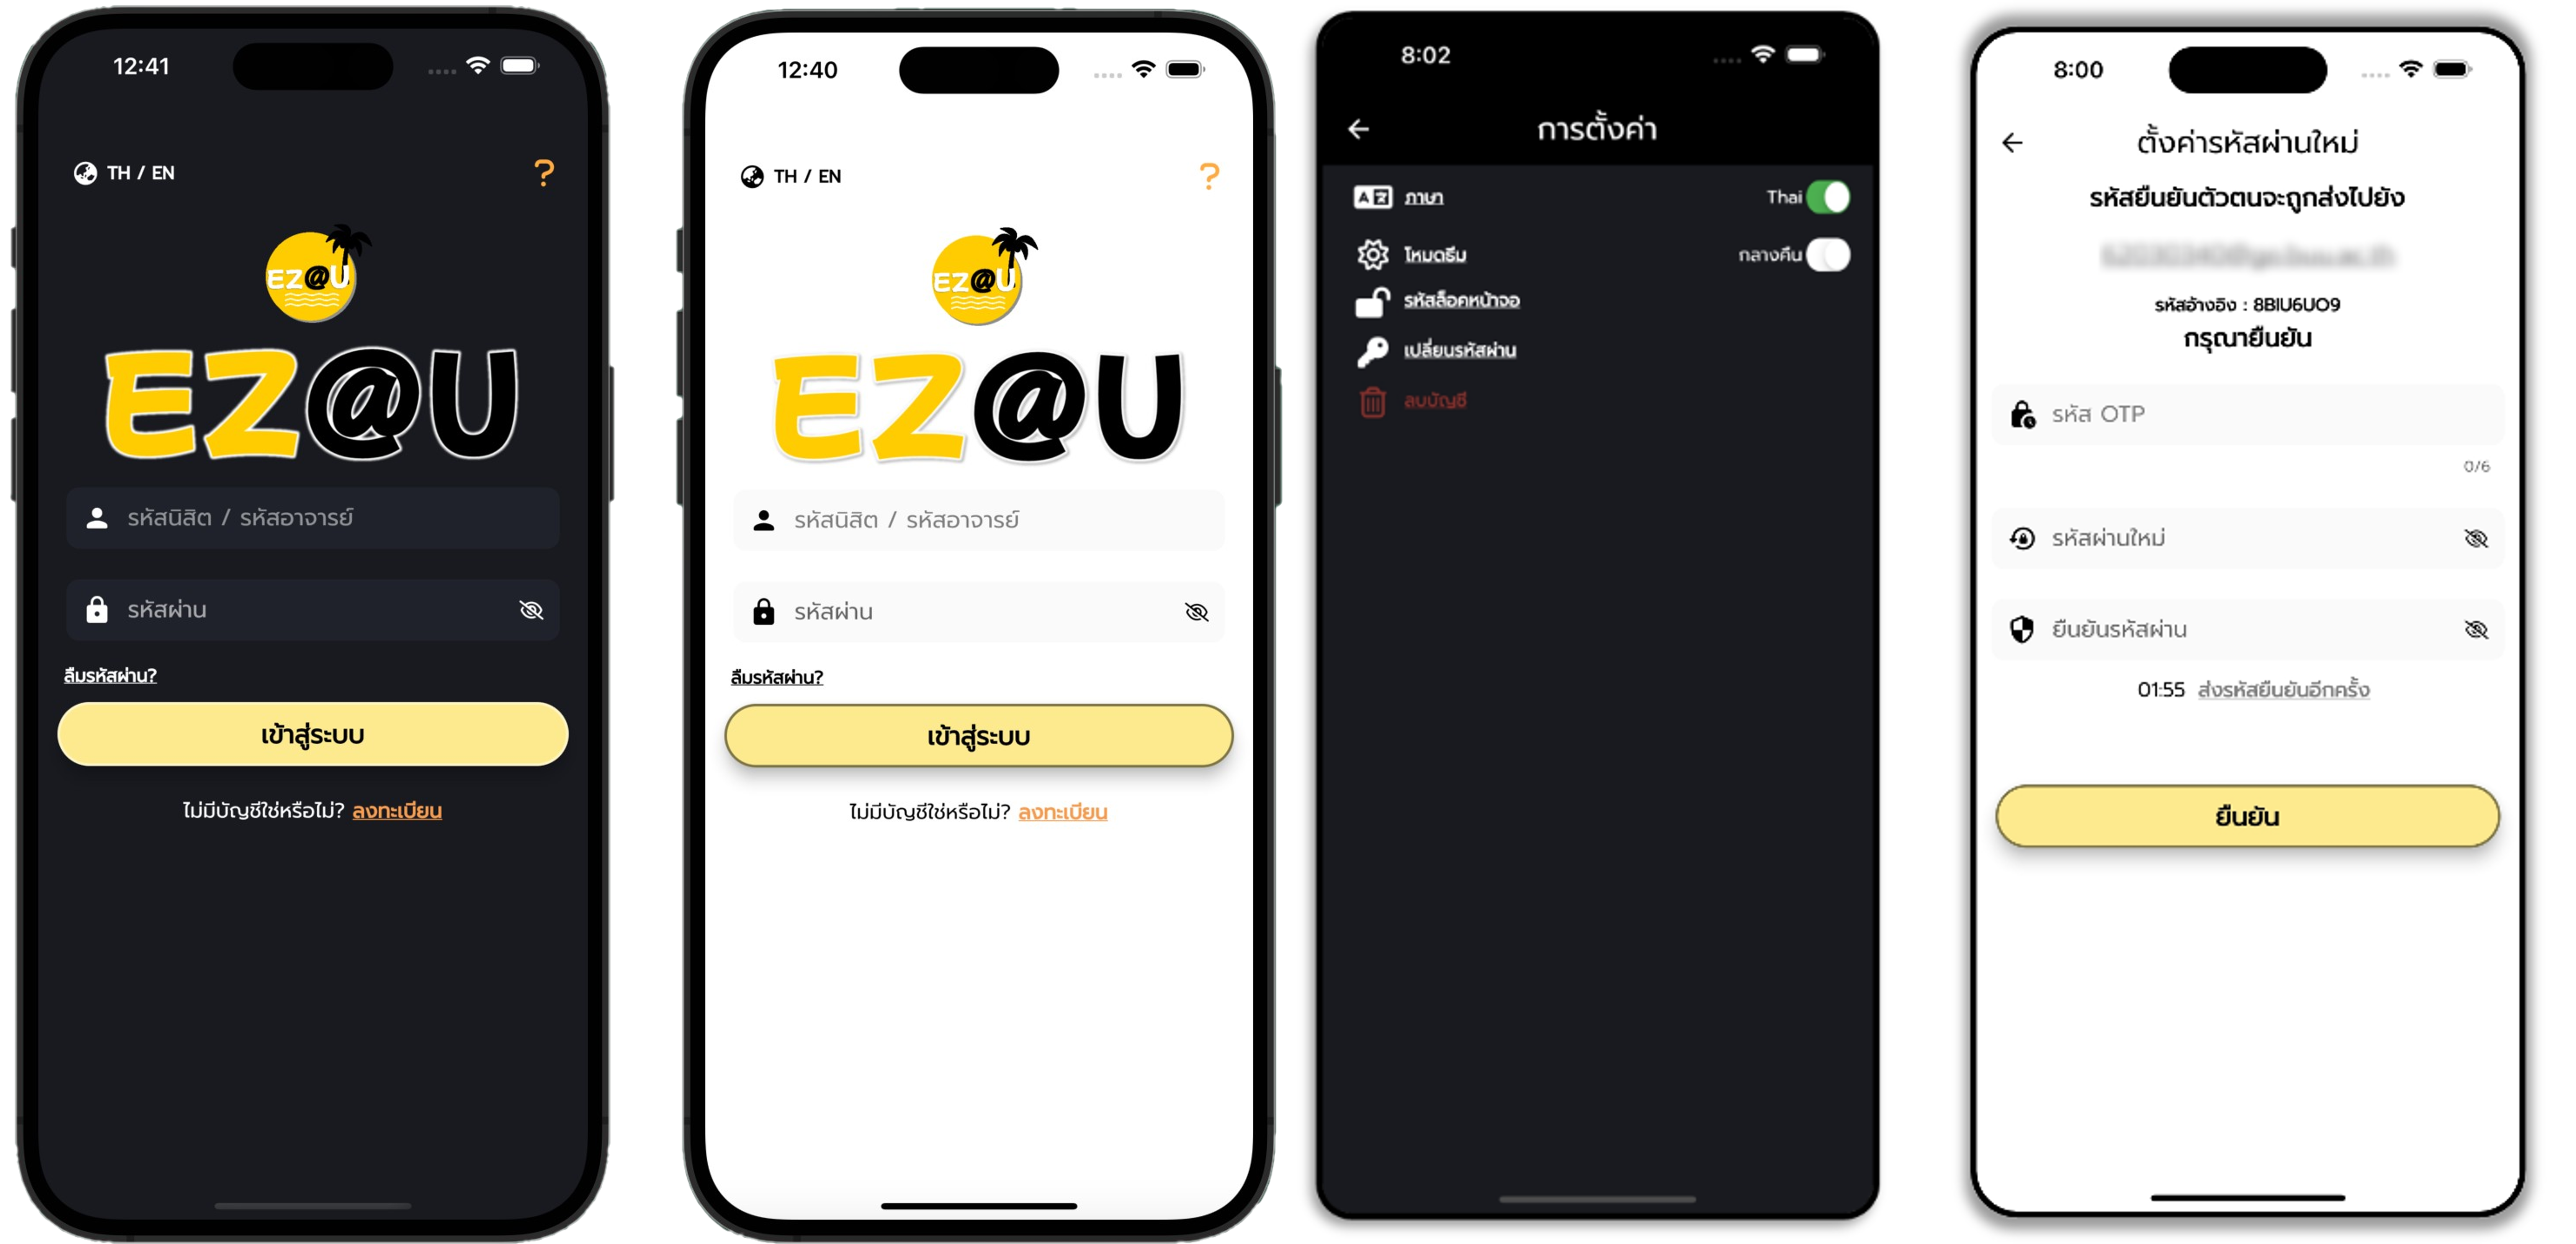 12:41
TH / EN
?
EZ@U
EZ@U
รหัสนิสิต / รหัสอาจารย์
รหัสผ่าน
ลืมรหัสผ่าน?
เข้าสู่ระบบ
ไม่มีบัญชีใช่หรือไม่? ลงทะเบียน
12:40
TH / EN
?
EZ@U
EZ@U
รหัสนิสิต / รหัสอาจารย์
รหัสผ่าน
ลืมรหัสผ่าน?
เข้าสู่ระบบ
ไม่มีบัญชีใช่หรือไม่? ลงทะเบียน
8:02
การตั้งค่า
ภาษา Thai
โหมดธีม กลางคืน
รหัสล็อคหน้าจอ
เปลี่ยนรหัสผ่าน
ลบบัญชี
8:00
ตั้งค่ารหัสผ่านใหม่
รหัสยืนยันตัวตนจะถูกส่งไปยัง
รหัสอ้างอิง : 8BIU6UO9
กรุณายืนยัน
รหัส OTP
0/6
รหัสผ่านใหม่
ยืนยันรหัสผ่าน
01:55 ส่งรหัสยืนยันอีกครั้ง
ยืนยัน